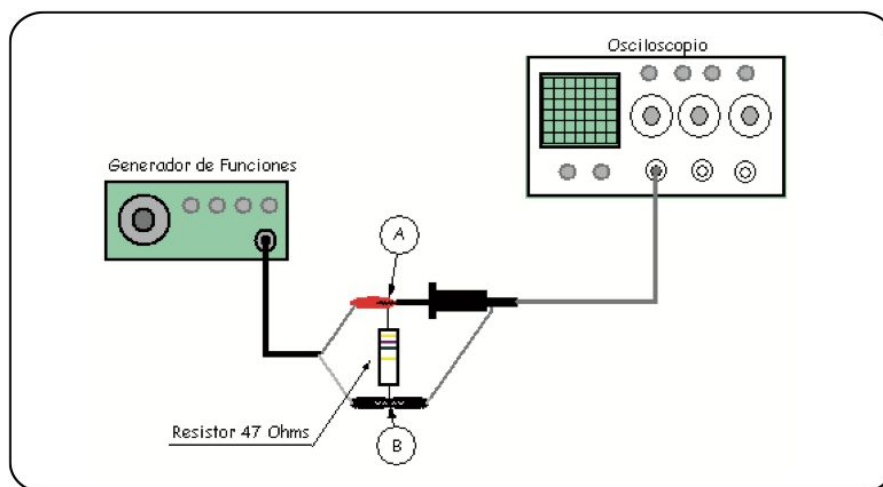 Osciloscopio
Generador de Funciones
A
Resistor 47 Ohms
B